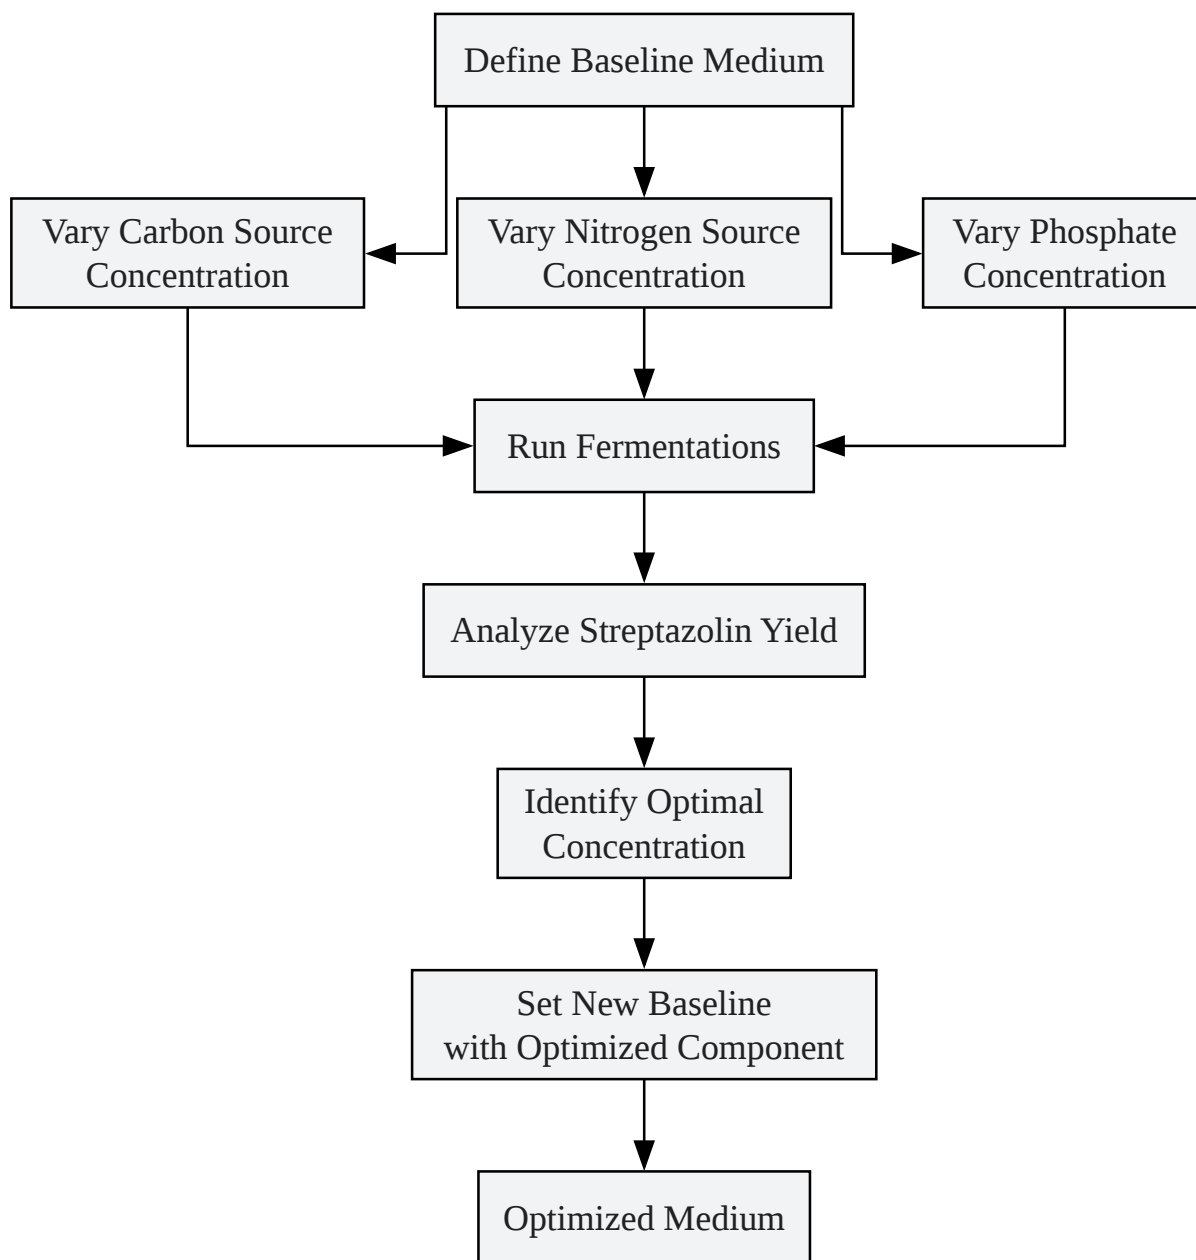 Define Baseline Medium
Vary Carbon Source
Concentration
Vary Nitrogen Source
Concentration
Vary Phosphate
Concentration
Run Fermentations
Analyze Streptazolin Yield
Identify Optimal
Concentration
Set New Baseline
with Optimized Component
Optimized Medium